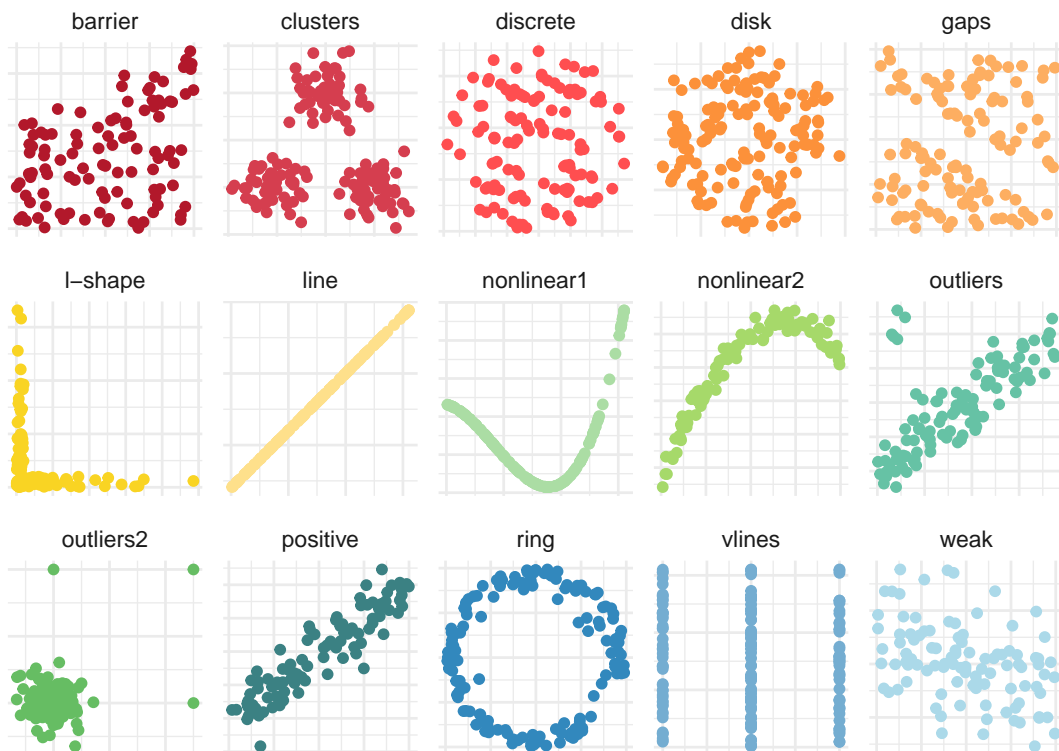 barrier
clusters
discrete
disk
gaps
l−shape
line
nonlinear1
nonlinear2
outliers
outliers2
positive
ring
vlines
weak